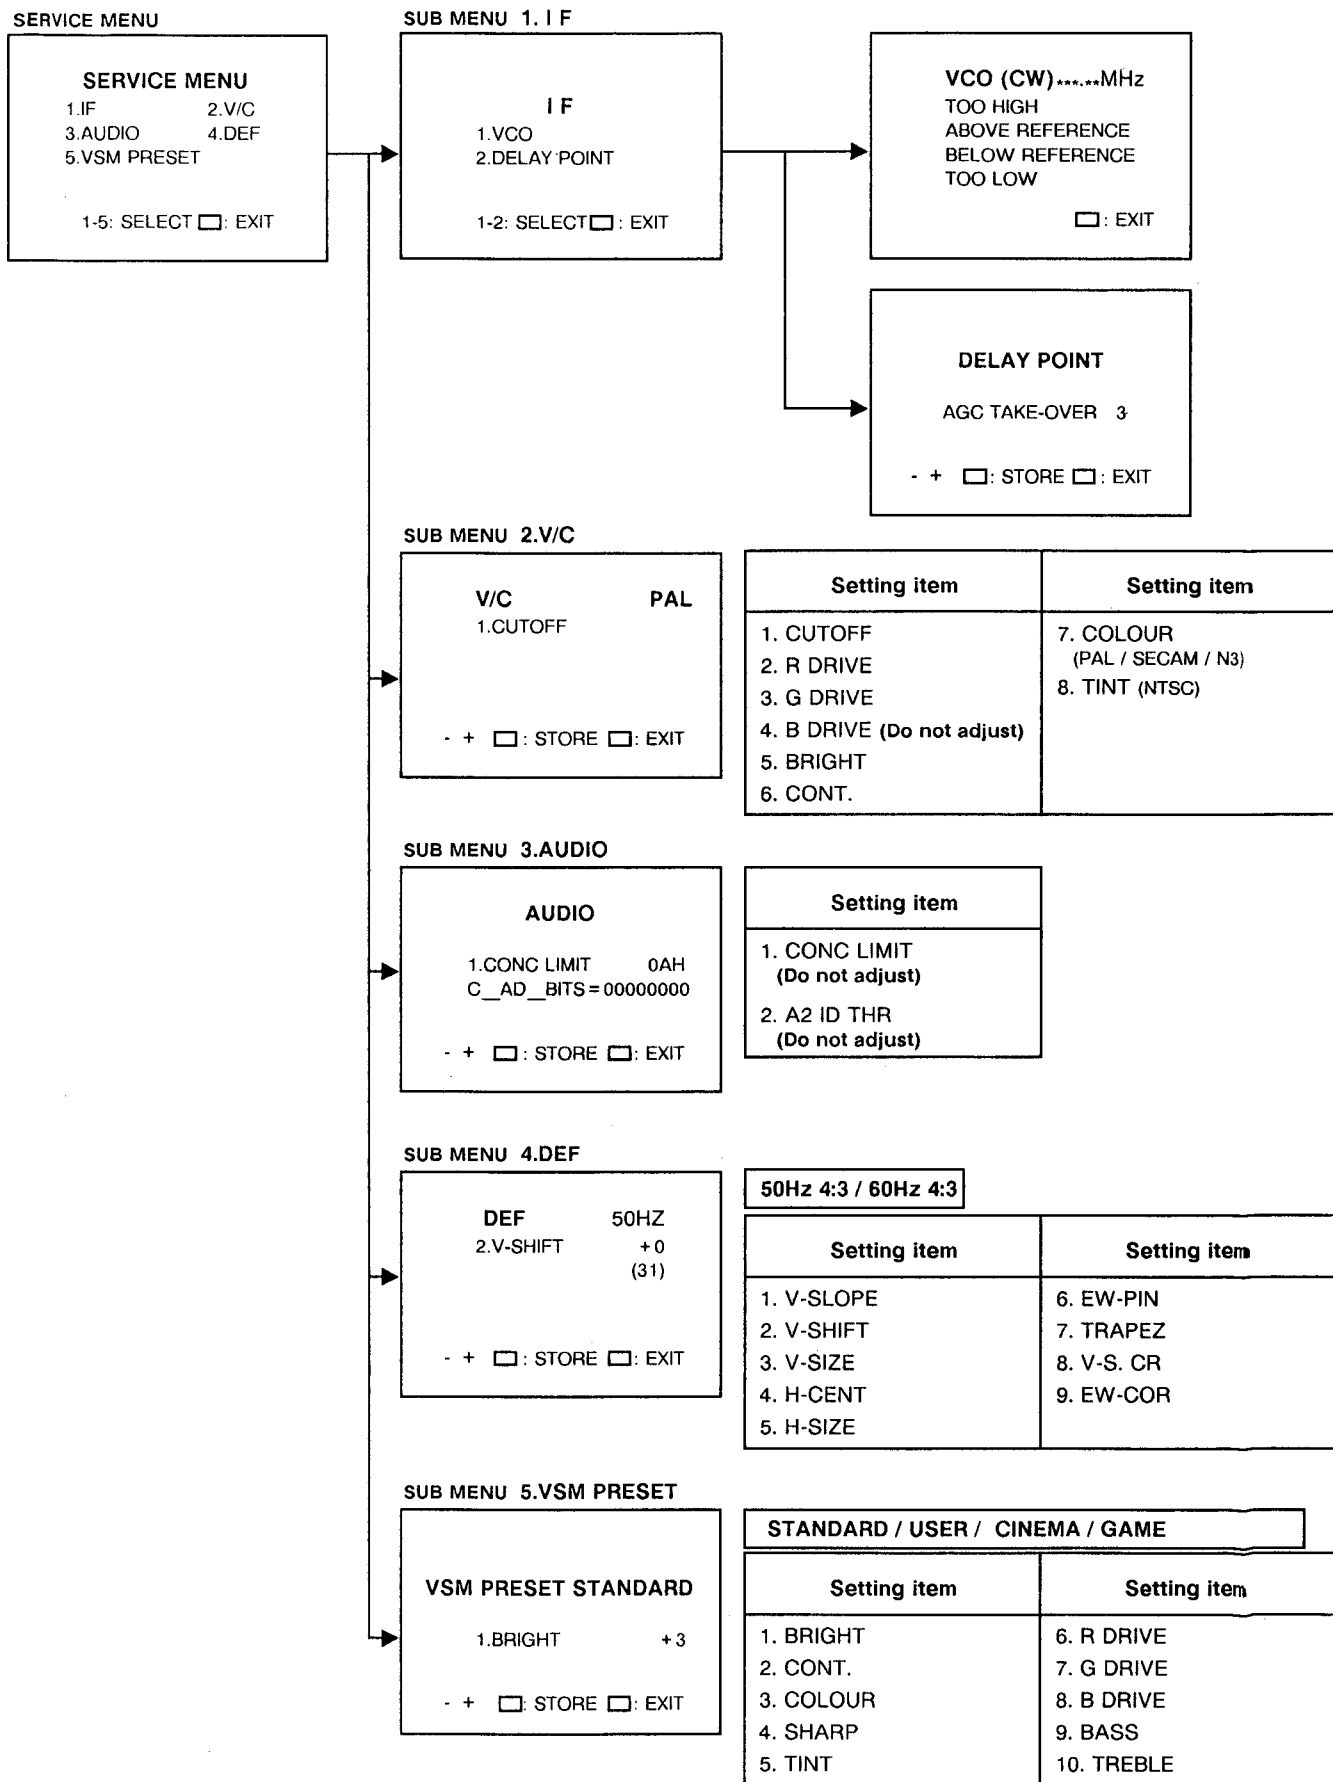 SERVICE MENU
SERVICE MENU
1.IF 2.V/C
3.AUDIO 4.DEF
5.VSM PRESET
1-5: SELECT : EXIT
SUB MENU 1. I F
I F
1.VCO
2.DELAY POINT
1-2: SELECT : EXIT
VCO (CW)***.**MHz
TOO HIGH
ABOVE REFERENCE
BELOW REFERENCE
TOO LOW
: EXIT
DELAY POINT
AGC TAKE-OVER 3
- + : STORE : EXIT
SUB MENU 2.V/C
V/C PAL
1.CUTOFF
- + : STORE : EXIT
Setting item
1. CUTOFF
2. R DRIVE
3. G DRIVE
4. B DRIVE (Do not adjust)
5. BRIGHT
6. CONT.
Setting item
7. COLOUR
(PAL / SECAM / N3)
8. TINT (NTSC)
SUB MENU 3.AUDIO
AUDIO
1.CONC LIMIT 0AH
C__AD__BITS = 00000000
- + : STORE : EXIT
Setting item
1. CONC LIMIT
(Do not adjust)
2. A2 ID THR
(Do not adjust)
SUB MENU 4.DEF
DEF 50HZ
2.V-SHIFT +0
(31)
- + : STORE : EXIT
50Hz 4:3 / 60Hz 4:3
Setting item
1. V-SLOPE
2. V-SHIFT
3. V-SIZE
4. H-CENT
5. H-SIZE
Setting item
6. EW-PIN
7. TRAPEZ
8. V-S. CR
9. EW-COR
SUB MENU 5.VSM PRESET
VSM PRESET STANDARD
1.BRIGHT +3
- + : STORE : EXIT
STANDARD / USER / CINEMA / GAME
Setting item
1. BRIGHT
2. CONT.
3. COLOUR
4. SHARP
5. TINT
Setting item
6. R DRIVE
7. G DRIVE
8. B DRIVE
9. BASS
10. TREBLE